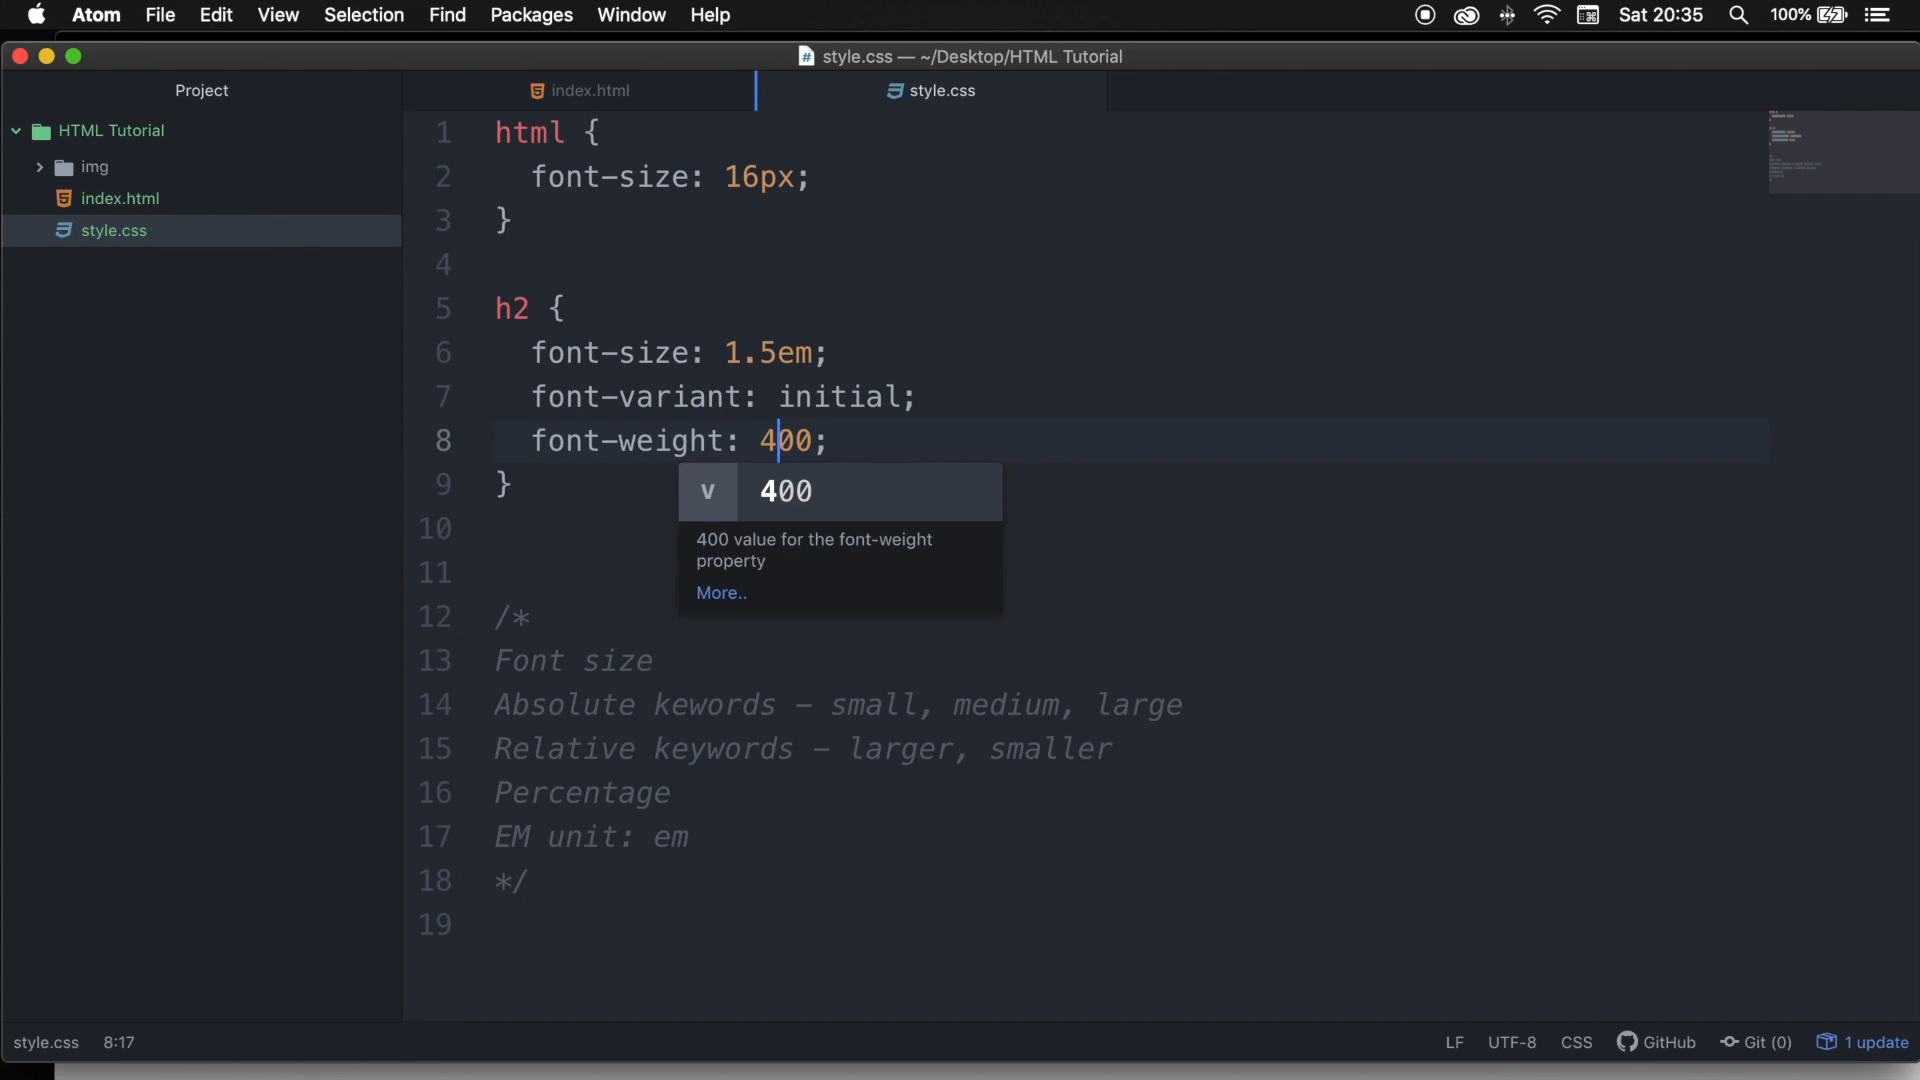 Atom File Edit View Selection Find Packages Window Help Sat 20:35 100%
style.css — ~/Desktop/HTML Tutorial
Project
index.html
style.css
HTML Tutorial
img
index.html
style.css
1 html {
2 font-size: 16px;
3 }
4
5 h2 {
6 font-size: 1.5em;
7 font-variant: initial;
8 font-weight: 400;
9 }
10
11
12 /*
13 Font size
14 Absolute kewords - small, medium, large
15 Relative keywords - larger, smaller
16 Percentage
17 EM unit: em
18 */
19
v 400
400 value for the font-weight
property
More..
style.css 8:17 LF UTF-8 CSS GitHub Git (0) 1 update